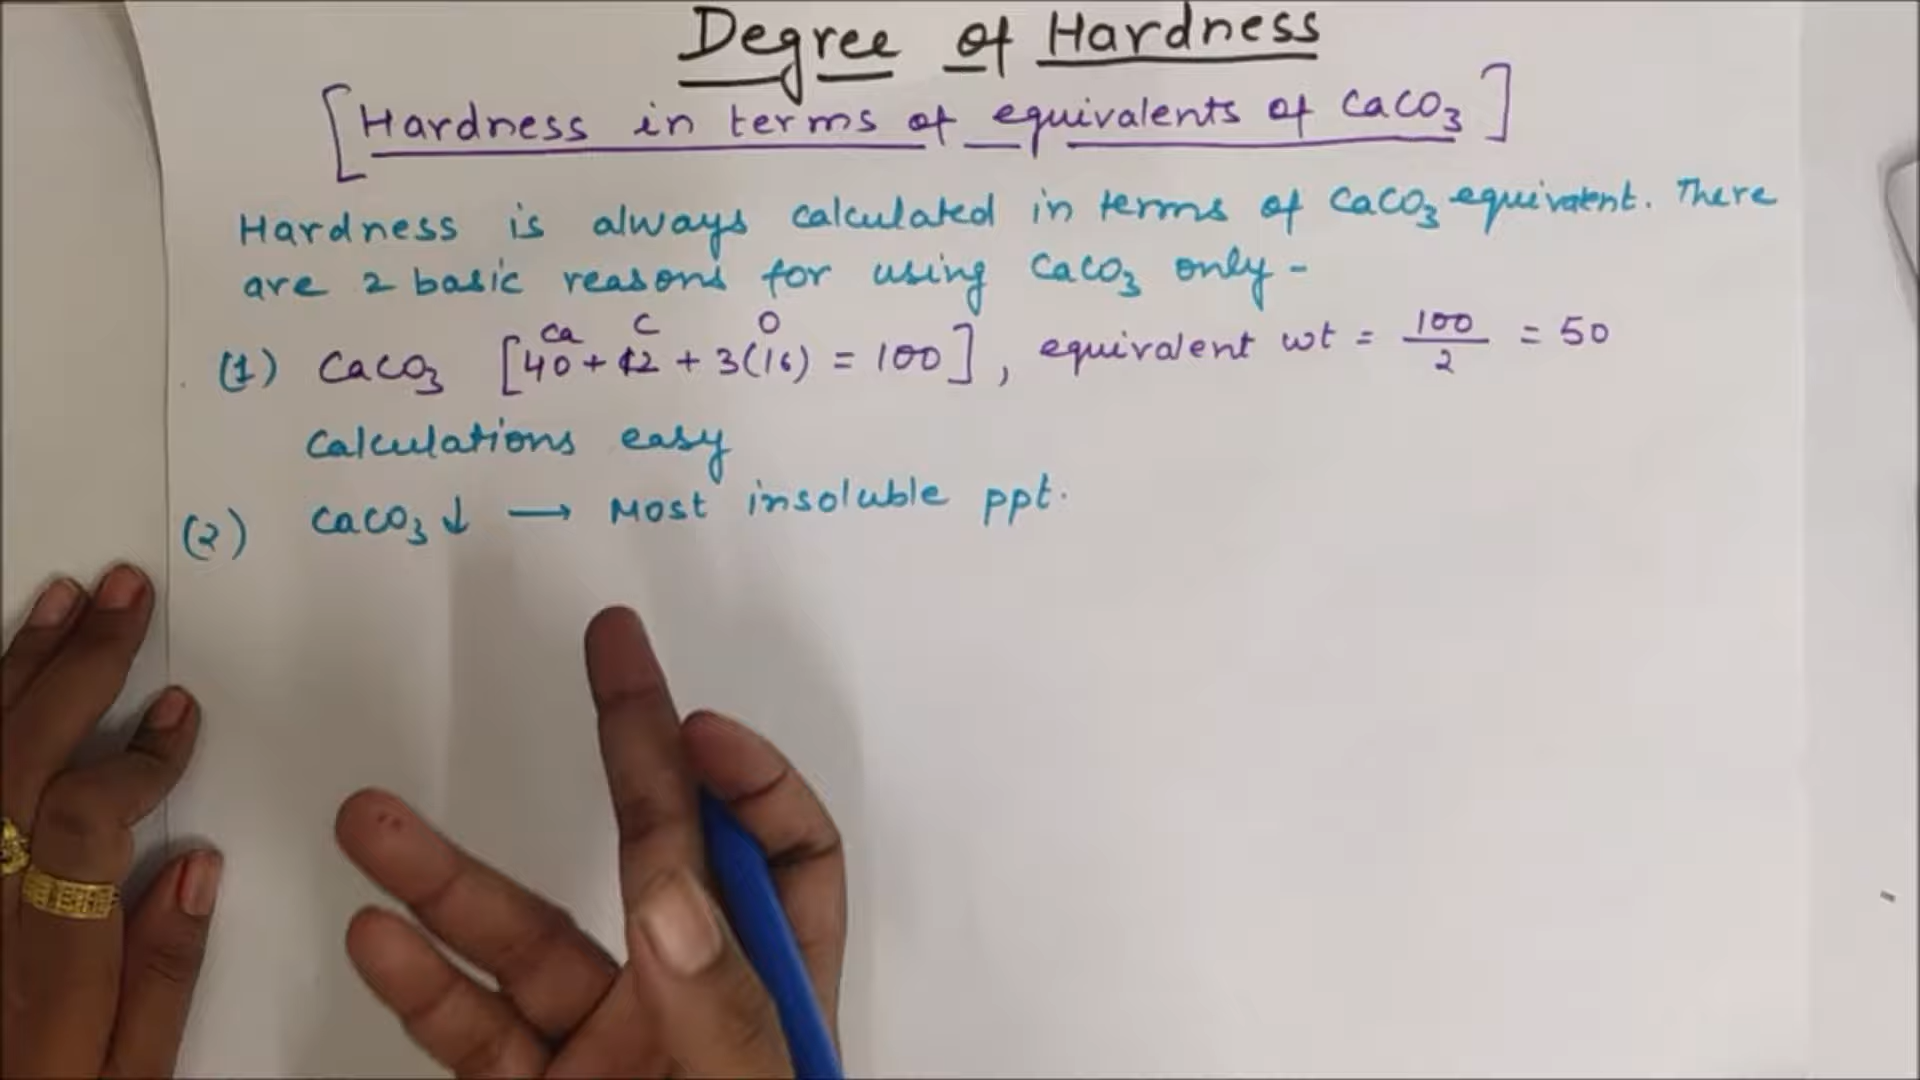 Degree of Hardness
[Hardness in terms of equivalents of CaCO3]
Hardness is always calculated in terms of CaCO3 equivalent. There
are 2 basic reasons for using CaCO3 only -
(1) CaCO3 [40 + 12 + 3(16) = 100], equivalent wt = 100/2 = 50
Ca C O
Calculations easy
(2) CaCO3↓ → Most insoluble ppt.